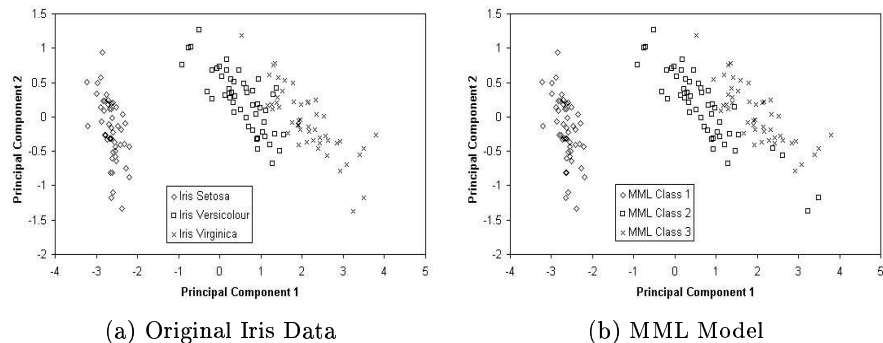 1.5
1
0.5
0
-0.5
-1
-1.5
-2
Principal Component 2
Iris Setosa
Iris Versicolour
Iris Virginica
-4 -3 -2 -1 0 1 2 3 4 5
Principal Component 1
(a) Original Iris Data
1.5
1
0.5
0
-0.5
-1
-1.5
-2
Principal Component 2
MML Class 1
MML Class 2
MML Class 3
-4 -3 -2 -1 0 1 2 3 4 5
Principal Component 1
(b) MML Model